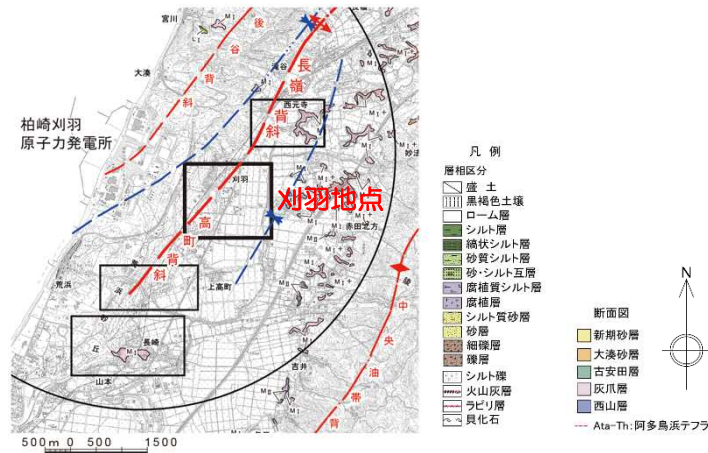 宮川
大湊
柏崎刈羽
原子力発電所
後谷背斜
滝谷
長嶺背斜
西元寺
刈羽
刈羽地点
高町背斜
赤田北方
荒浜
上高町
長崎
山本
吉井
中央油帯背
500m 0 500 1500
凡 例
層相区分
盛 土
黒褐色土壌
ローム層
シルト層
縞状シルト層
砂質シルト層
砂・シルト互層
腐植質シルト層
腐植層
シルト質砂層
砂層
細礫層
礫層
シルト礫
火山灰層
ラピリ層
貝化石
断面図
新期砂層
大湊砂層
古安田層
灰爪層
西山層
Ata-Th:阿多鳥浜テフラ
N